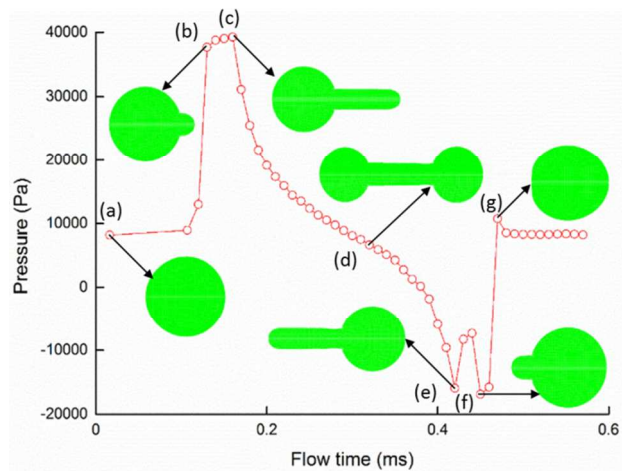 (c)
(b)
40000
30000
20000
10000
0
-10000
-20000
Pressure (Pa)
(a)
(d)
(g)
(e)
(f)
0
0.2
0.4
0.6
Flow time (ms)